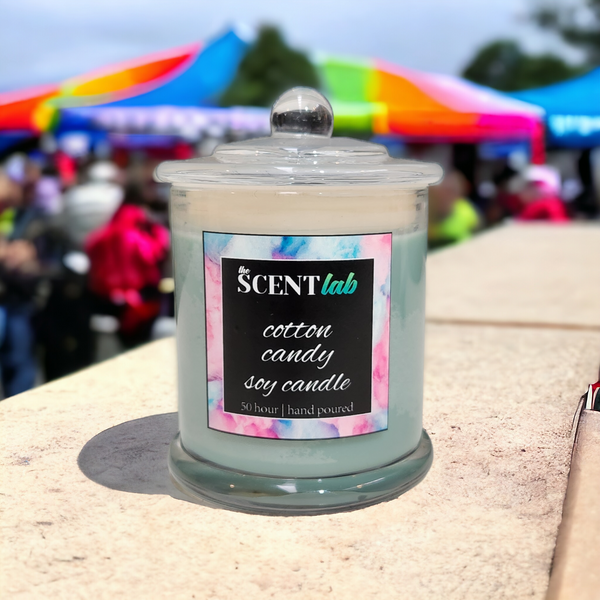 the
SCENT lab
cotton
candy
soy candle
50 hour | hand poured